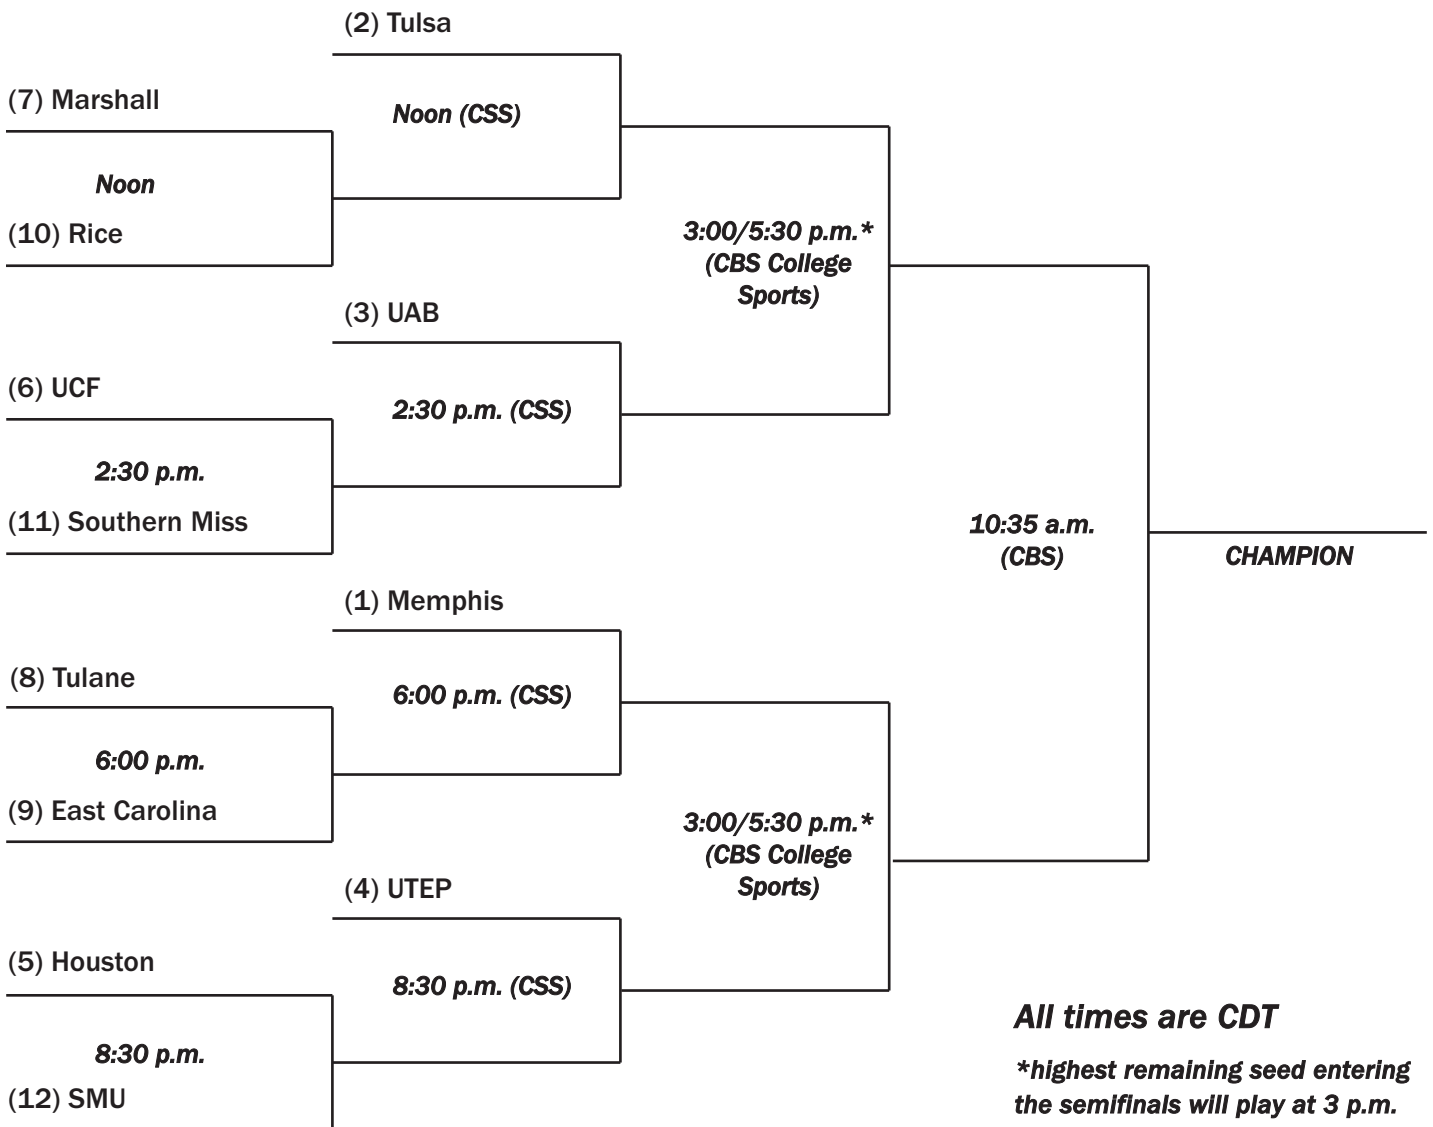 (2) Tulsa
(7) Marshall
Noon (CSS)
Noon
(10) Rice
3:00/5:30 p.m.*
(CBS College
Sports)
(3) UAB
(6) UCF
2:30 p.m. (CSS)
2:30 p.m.
(11) Southern Miss
10:35 a.m.
(CBS)
CHAMPION
(1) Memphis
(8) Tulane
6:00 p.m. (CSS)
6:00 p.m.
(9) East Carolina
3:00/5:30 p.m.*
(CBS College
Sports)
(4) UTEP
(5) Houston
8:30 p.m. (CSS)
8:30 p.m.
(12) SMU
All times are CDT
*highest remaining seed entering
the semifinals will play at 3 p.m.